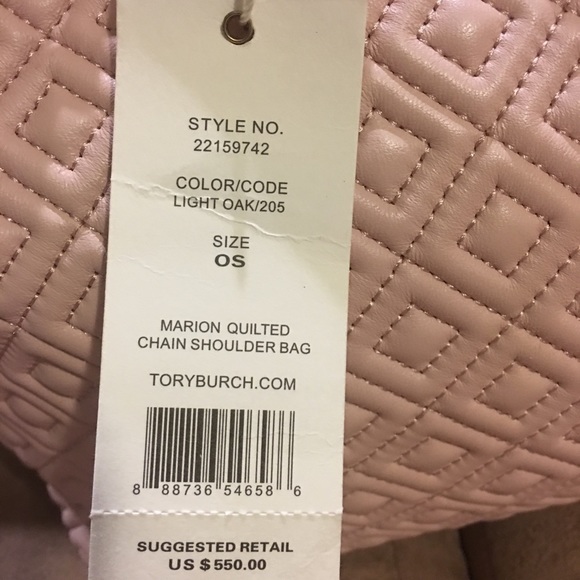 STYLE NO.
22159742
COLOR/CODE
LIGHT OAK/205
SIZE
OS
MARION QUILTED
CHAIN SHOULDER BAG
TORYBURCH.COM
8 88736 54658 6
SUGGESTED RETAIL
US $550.00